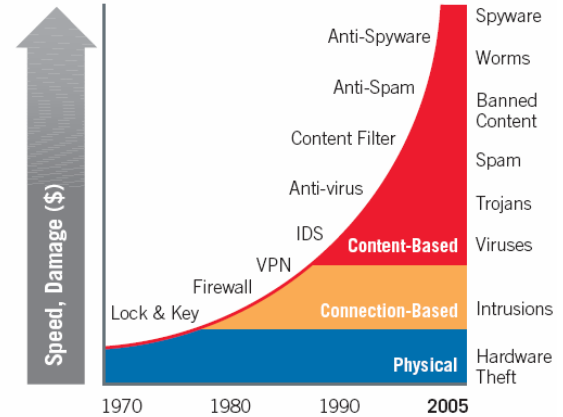 Spyware
Anti-Spyware
Worms
Anti-Spam
Banned
Content
Content Filter
Spam
Anti-virus
Trojans
IDS
Content-Based
Viruses
VPN
Firewall
Lock & Key
Connection-Based
Intrusions
Physical
Hardware
Theft
Speed, Damage ($)
1970
1980
1990
2005